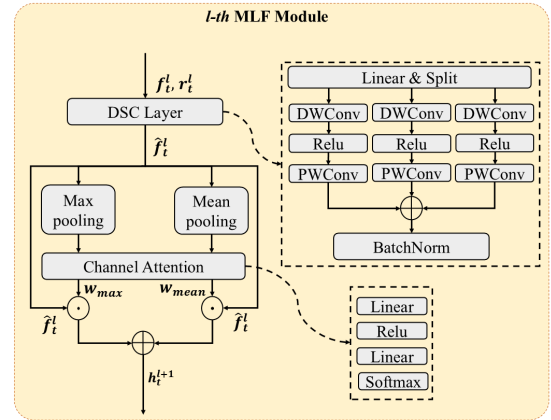 l-th MLF Module
f_t^l, r_t^l
DSC Layer
f̂_t^l
Max pooling
Mean pooling
Channel Attention
w_max
w_mean
f̂_t^l
f̂_t^l
h_t^{l+1}
Linear & Split
DWConv DWConv DWConv
Relu Relu Relu
PWConv PWConv PWConv
BatchNorm
Linear
Relu
Linear
Softmax